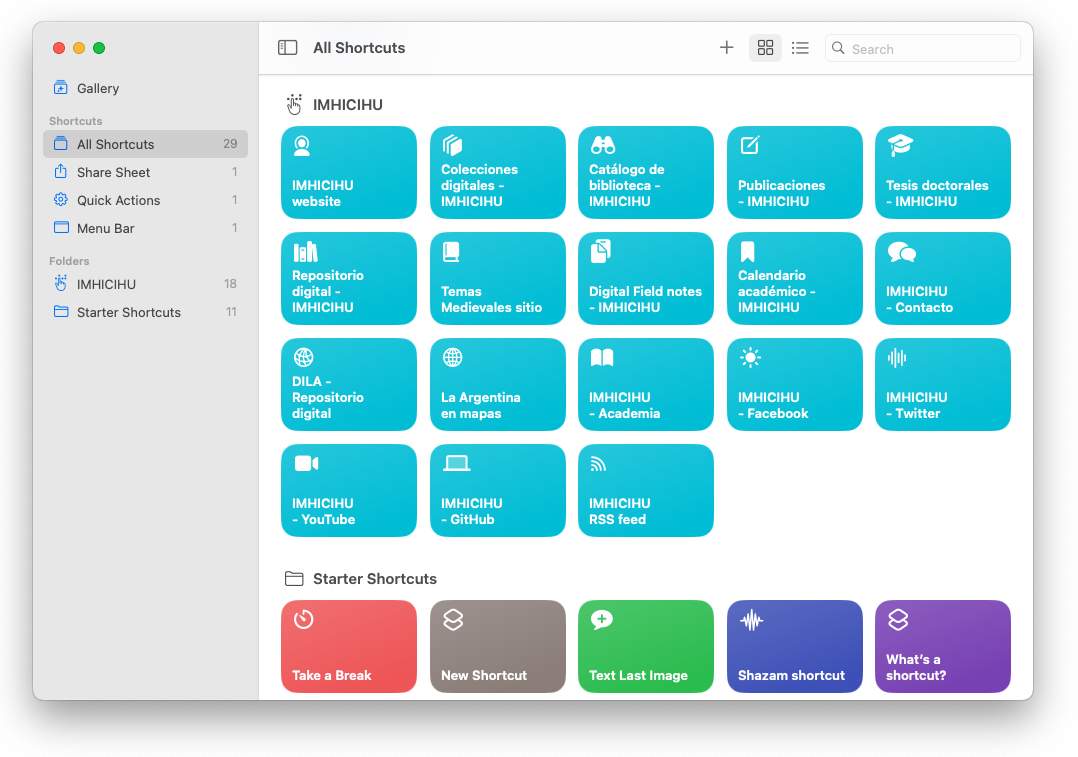 All Shortcuts
Search
Gallery
Shortcuts
All Shortcuts 29
Share Sheet 1
Quick Actions 1
Menu Bar 1
Folders
IMHICIHU 18
Starter Shortcuts 11
IMHICIHU
IMHICIHU
website
Colecciones
digitales -
IMHICIHU
Catálogo de
biblioteca -
IMHICIHU
Publicaciones
- IMHICIHU
Tesis doctorales
- IMHICIHU
Repositorio
digital -
IMHICIHU
Temas
Medievales sitio
Digital Field notes
- IMHICIHU
Calendario
académico -
IMHICIHU
IMHICIHU
- Contacto
DILA -
Repositorio
digital
La Argentina
en mapas
IMHICIHU
- Academia
IMHICIHU
- Facebook
IMHICIHU
- Twitter
IMHICIHU
- YouTube
IMHICIHU
- GitHub
IMHICIHU
RSS feed
Starter Shortcuts
Take a Break
New Shortcut
Text Last Image
Shazam shortcut
What's a
shortcut?